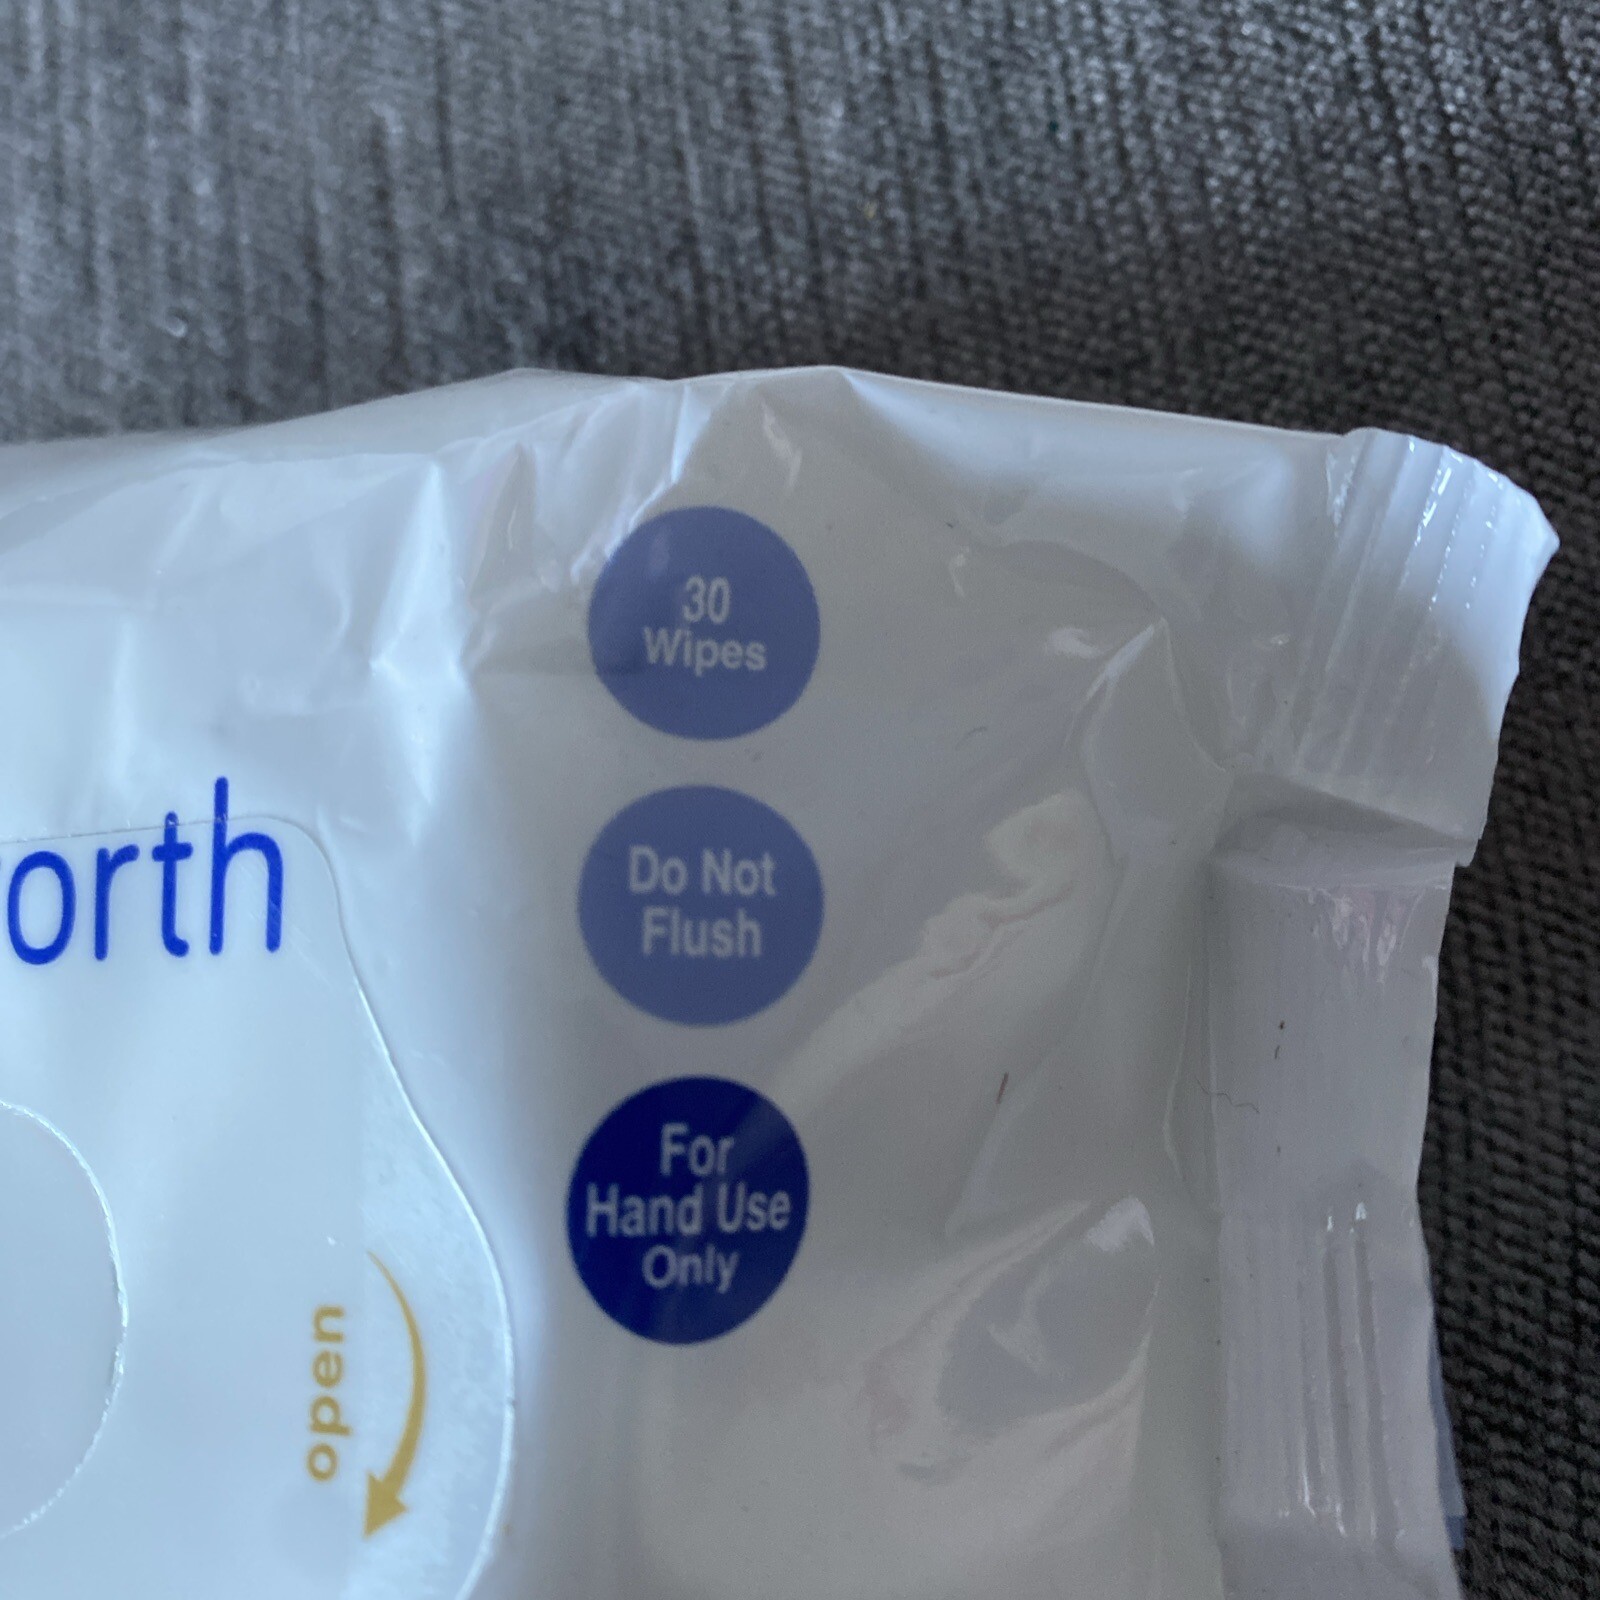 30
Wipes
Do Not
Flush
orth
For
Hand Use
Only
open